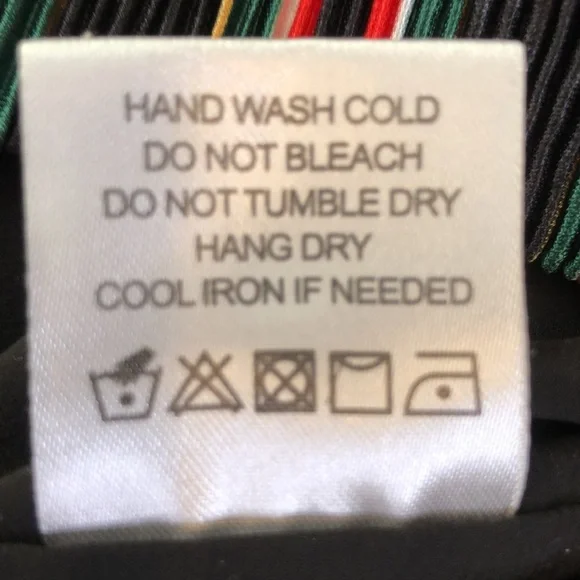 HAND WASH COLD
DO NOT BLEACH
DO NOT TUMBLE DRY
HANG DRY
COOL IRON IF NEEDED